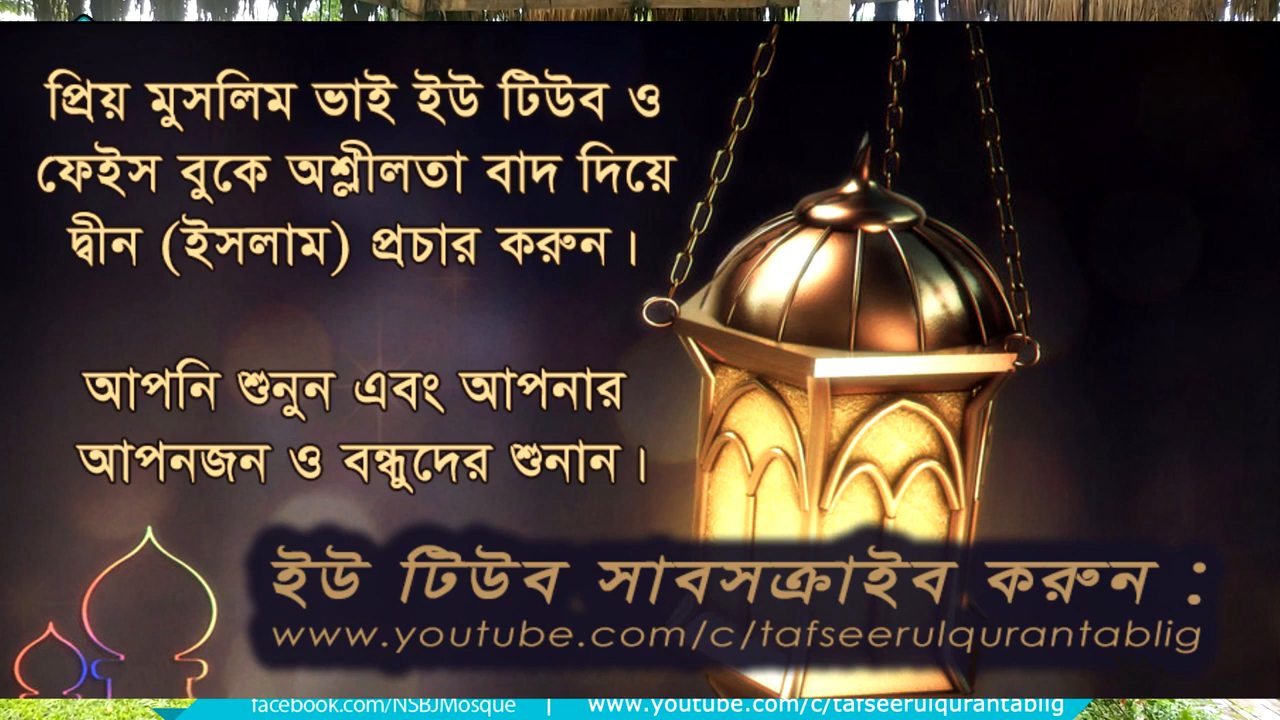 প্রিয় মুসলিম ভাই ইউ টিউব ও
ফেইস বুকে অশ্লীলতা বাদ দিয়ে
দ্বীন (ইসলাম) প্রচার করুন।
আপনি শুনুন এবং আপনার
আপনজন ও বন্ধুদের শুনান।
ইউ টিউব সাবসক্রাইব করুন :
www.youtube.com/c/tafseerulqurantablig
facebook.com/NSBJMosque | www.youtube.com/c/tafseerulqurantablig